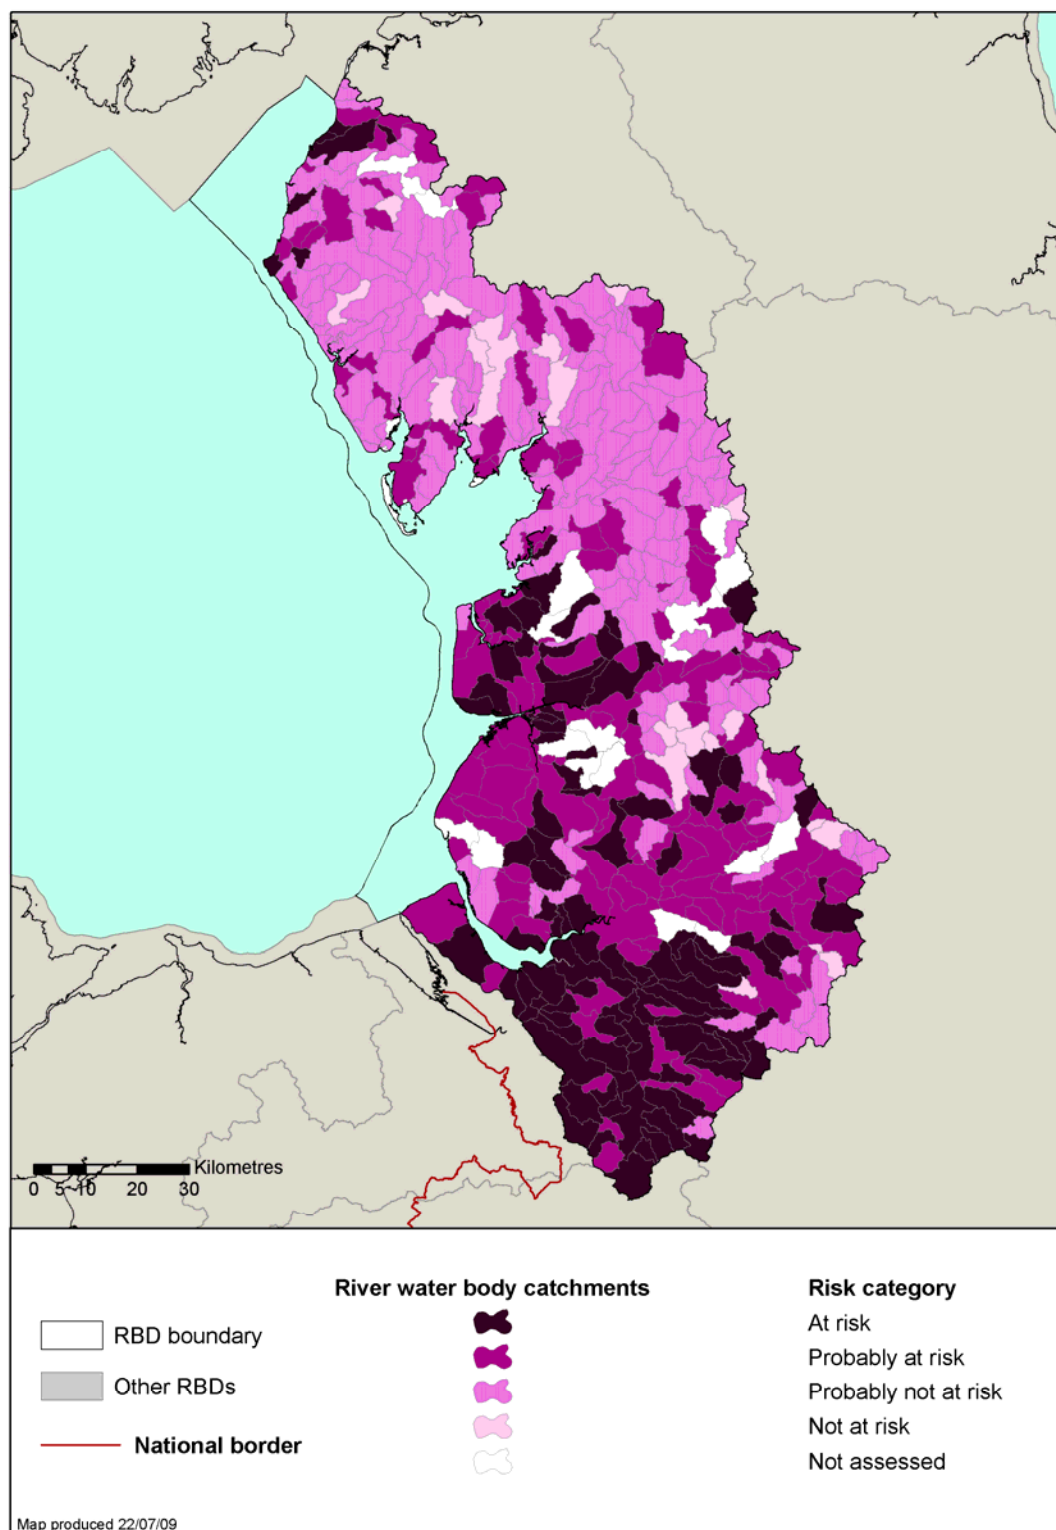 Kilometres
0 5 10 20 30
River water body catchments
Risk category
RBD boundary
Other RBDs
National border
At risk
Probably at risk
Probably not at risk
Not at risk
Not assessed
Map produced 22/07/09